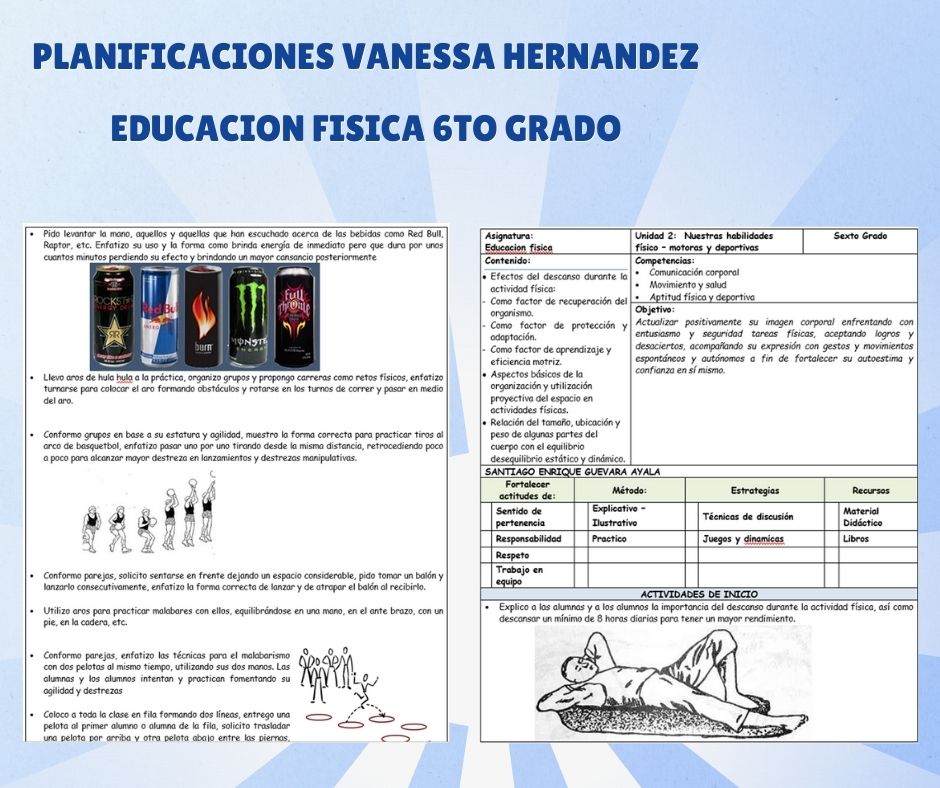 PLANIFICACIONES VANESSA HERNANDEZ
EDUCACION FISICA 6TO GRADO
• Pido levantar la mano, aquellos y aquellas que han escuchado acerca de las bebidas como Red Bull,
Raptor, etc. Enfatizo su uso y la forma como brinda energía de inmediato pero que dura por unos
cuantos minutos perdiendo su efecto y brindando un mayor cansancio posteriormente
ROCKSTAR
ENERGY DRINK
Red Bull
ENERGY
burn
MONSTER
ENERGY
Full
Throttle
• Llevo aros de hula hula a la práctica, organizo grupos y propongo carreras como retos físicos, enfatizo
turnarse para colocar el aro formando obstáculos y rotarse en los turnos de correr y pasar en medio
del aro.
• Conformo grupos en base a su estatura y agilidad, muestro la forma correcta para practicar tiros al
arco de basquetbol, enfatizo pasar uno por uno tirando desde la misma distancia, retrocediendo poco
a poco para alcanzar mayor destreza en lanzamientos y destrezas manipulativas.
• Conformo parejas, solicito sentarse en frente dejando un espacio considerable, pido tomar un balón y
lanzarlo consecutivamente, enfatizo la forma correcta de lanzar y de atrapar el balón al recibirlo.
• Utilizo aros para practicar malabares con ellos, equilibrándose en una mano, en el ante brazo, con un
pie, en la cadera, etc.
• Conformo parejas, enfatizo las técnicas para el malabarismo
con dos pelotas al mismo tiempo, utilizando sus dos manos. Las
alumnas y los alumnos intentan y practican fomentando su
agilidad y destrezas
• Coloco a toda la clase en fila formando dos líneas, entrego una
pelota al primer alumno o alumna de la fila, solicito trasladar
una pelota por arriba y otra pelota abajo entre las piernas,
Asignatura:
Educacion fisica
Unidad 2: Nuestras habilidades
físico – motoras y deportivas
Sexto Grado
Contenido:
• Efectos del descanso durante la
actividad física:
- Como factor de recuperación del
organismo.
- Como factor de protección y
adaptación.
- Como factor de aprendizaje y
eficiencia motriz.
• Aspectos básicos de la
organización y utilización
proyectiva del espacio en
actividades físicas.
• Relación del tamaño, ubicación y
peso de algunas partes del
cuerpo con el equilibrio
desequilibrio estático y dinámico.
Competencias:
• Comunicación corporal
• Movimiento y salud
• Aptitud física y deportiva
Objetivo:
Actualizar positivamente su imagen corporal enfrentando con
entusiasmo y seguridad tareas físicas, aceptando logros y
desaciertos, acompañando su expresión con gestos y movimientos
espontáneos y autónomos a fin de fortalecer su autoestima y
confianza en sí mismo.
SANTIAGO ENRIQUE GUEVARA AYALA
Fortalecer
actitudes de:
Método:
Estrategias
Recursos
Sentido de
pertenencia
Explicativo –
Ilustrativo
Técnicas de discusión
Material
Didáctico
Responsabilidad
Practico
Juegos y dinamicas
Libros
Respeto
Trabajo en
equipo
ACTIVIDADES DE INICIO
• Explico a las alumnas y a los alumnos la importancia del descanso durante la actividad física, así como
descansar un mínimo de 8 horas diarias para tener un mayor rendimiento.